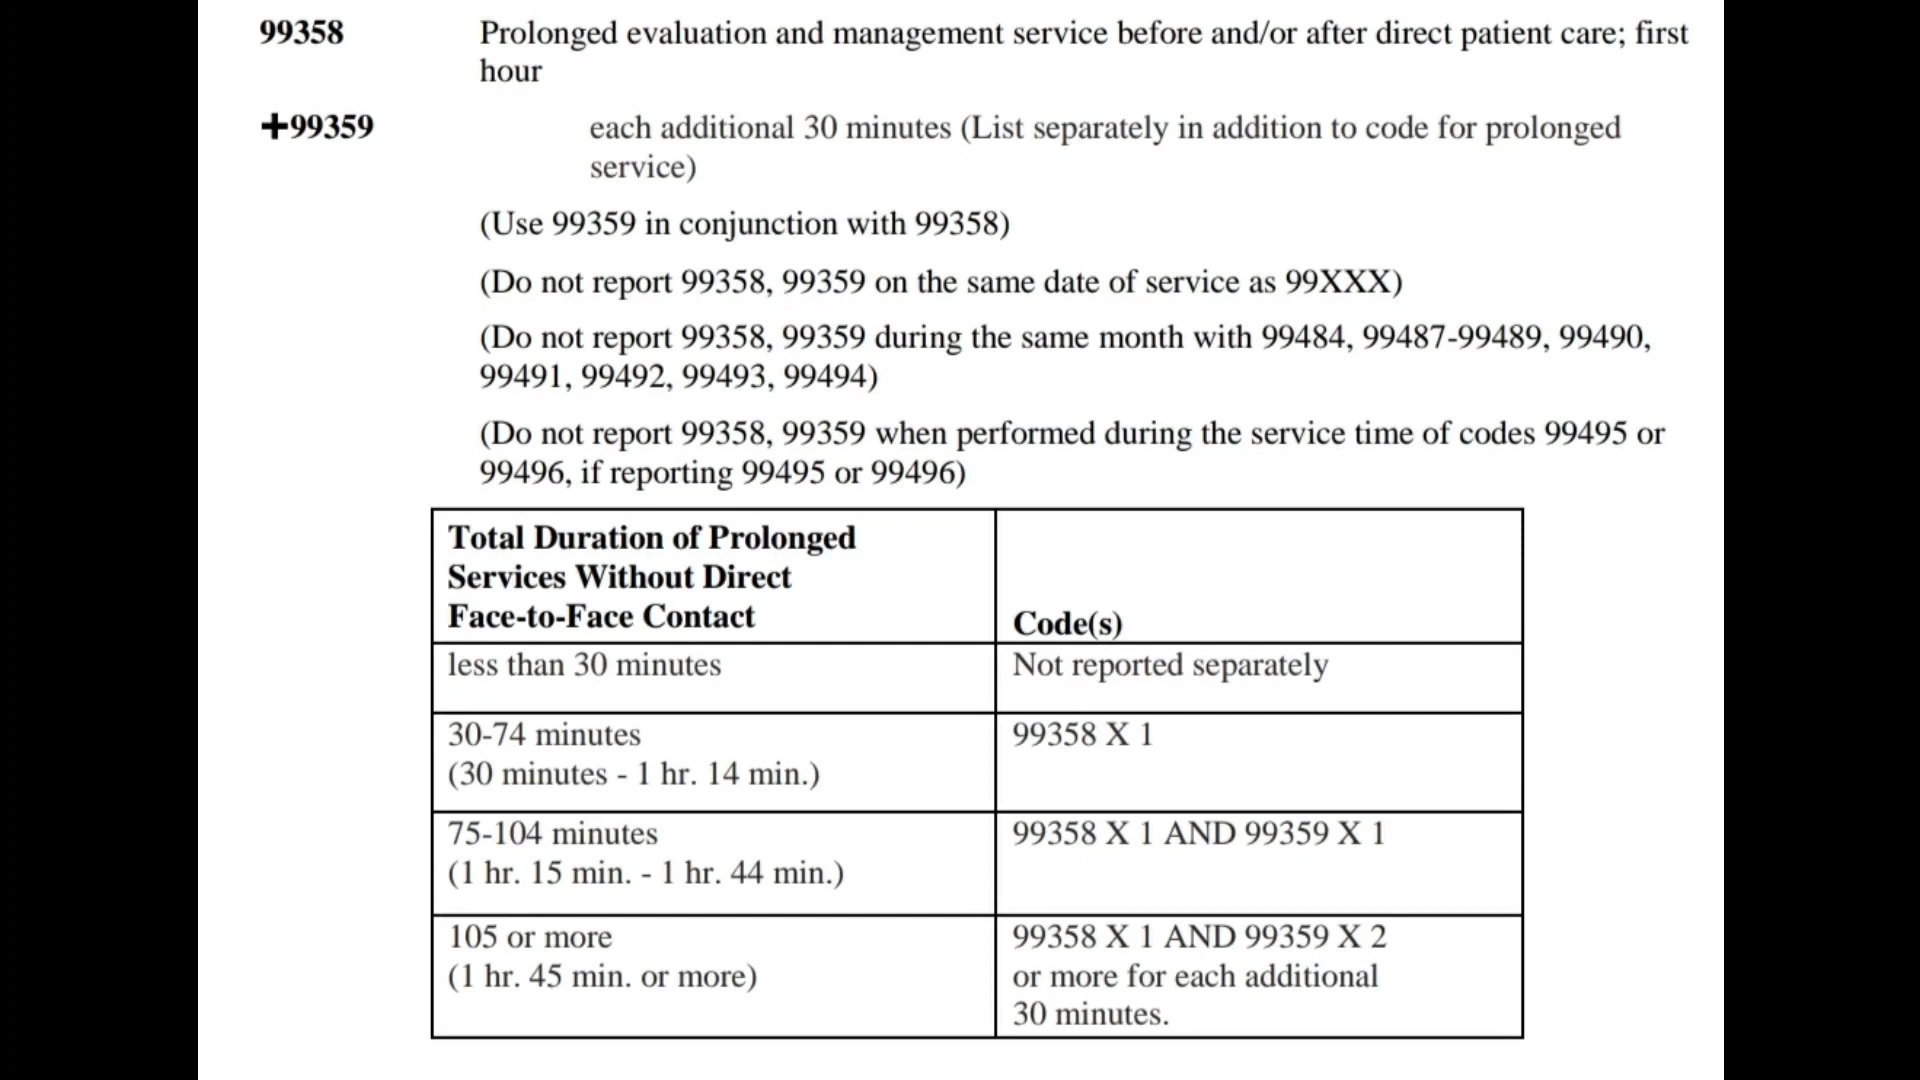 99358 Prolonged evaluation and management service before and/or after direct patient care; first
hour
+99359 each additional 30 minutes (List separately in addition to code for prolonged
service)
(Use 99359 in conjunction with 99358)
(Do not report 99358, 99359 on the same date of service as 99XXX)
(Do not report 99358, 99359 during the same month with 99484, 99487-99489, 99490,
99491, 99492, 99493, 99494)
(Do not report 99358, 99359 when performed during the service time of codes 99495 or
99496, if reporting 99495 or 99496)
Total Duration of Prolonged
Services Without Direct
Face-to-Face Contact
Code(s)
less than 30 minutes
Not reported separately
30-74 minutes
(30 minutes - 1 hr. 14 min.)
99358 X 1
75-104 minutes
(1 hr. 15 min. - 1 hr. 44 min.)
99358 X 1 AND 99359 X 1
105 or more
(1 hr. 45 min. or more)
99358 X 1 AND 99359 X 2
or more for each additional
30 minutes.